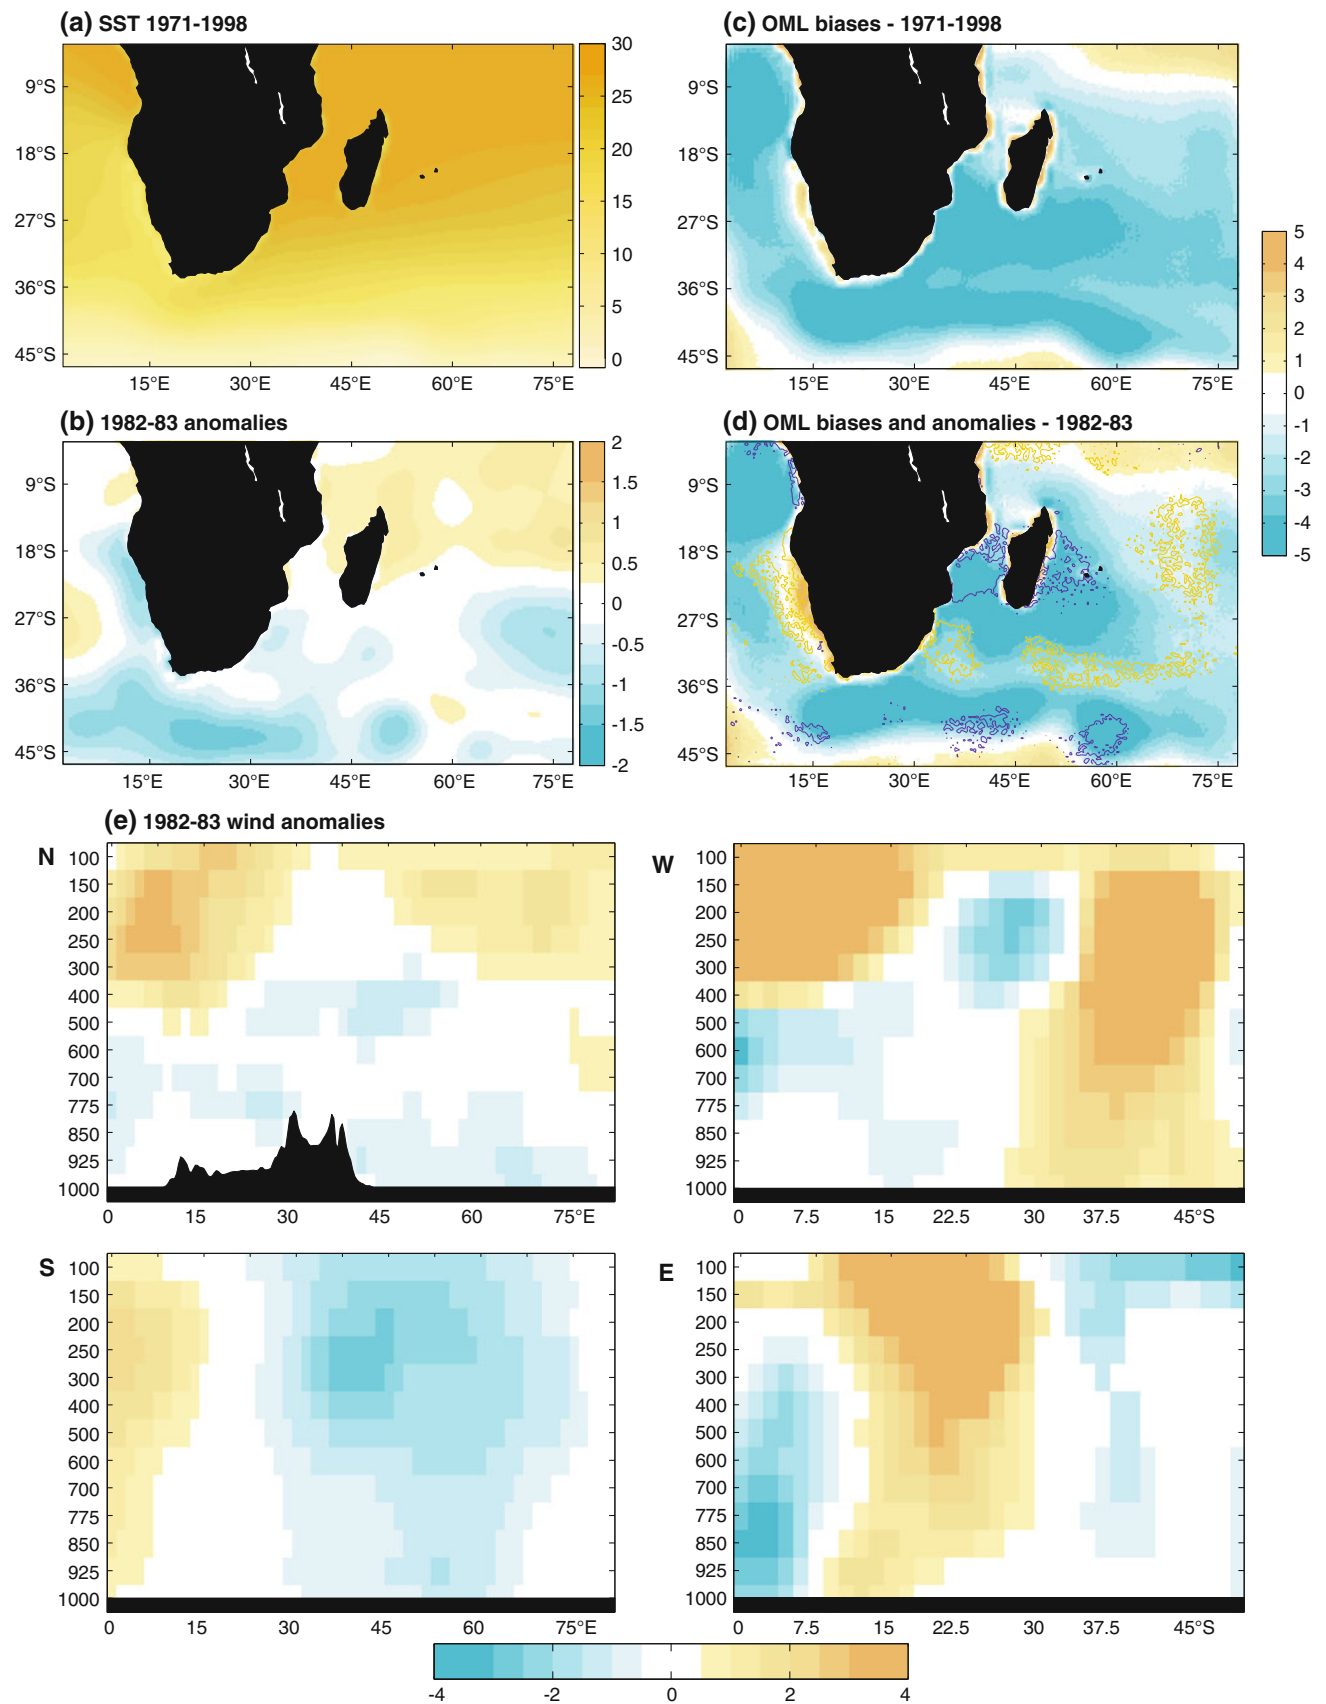 (a) SST 1971-1998
9°S
18°S
27°S
36°S
45°S
15°E 30°E 45°E 60°E 75°E
30
25
20
15
10
5
0
(c) OML biases - 1971-1998
9°S
18°S
27°S
36°S
45°S
15°E 30°E 45°E 60°E 75°E
5
4
3
2
1
0
-1
-2
-3
-4
-5
(b) 1982-83 anomalies
9°S
18°S
27°S
36°S
45°S
15°E 30°E 45°E 60°E 75°E
2
1.5
1
0.5
0
-0.5
-1
-1.5
-2
(d) OML biases and anomalies - 1982-83
9°S
18°S
27°S
36°S
45°S
15°E 30°E 45°E 60°E 75°E
(e) 1982-83 wind anomalies
N
100
150
200
250
300
400
500
600
700
775
850
925
1000
0 15 30 45 60 75°E
W
100
150
200
250
300
400
500
600
700
775
850
925
1000
0 7.5 15 22.5 30 37.5 45°S
S
100
150
200
250
300
400
500
600
700
775
850
925
1000
0 15 30 45 60 75°E
E
100
150
200
250
300
400
500
600
700
775
850
925
1000
0 7.5 15 22.5 30 37.5 45°S
-4 -2 0 2 4